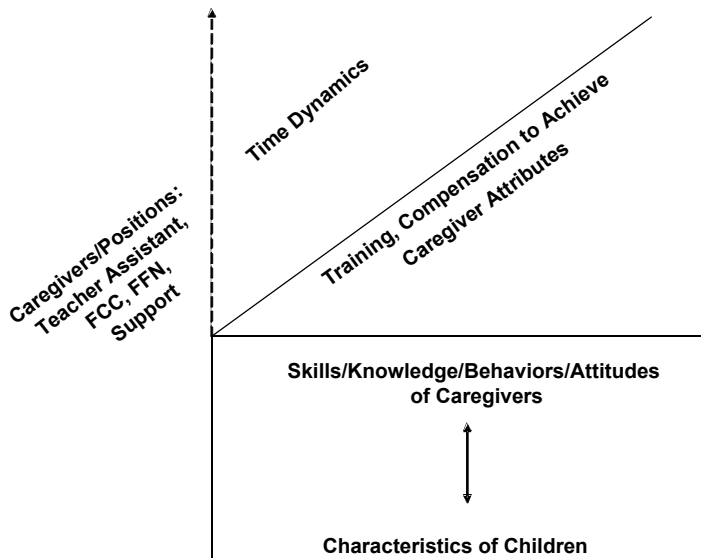 Time Dynamics
Training, Compensation to Achieve
Caregiver Attributes
Caregivers/Positions:
Teacher Assistant,
FCC, FFN,
Support
Skills/Knowledge/Behaviors/Attitudes
of Caregivers
Characteristics of Children